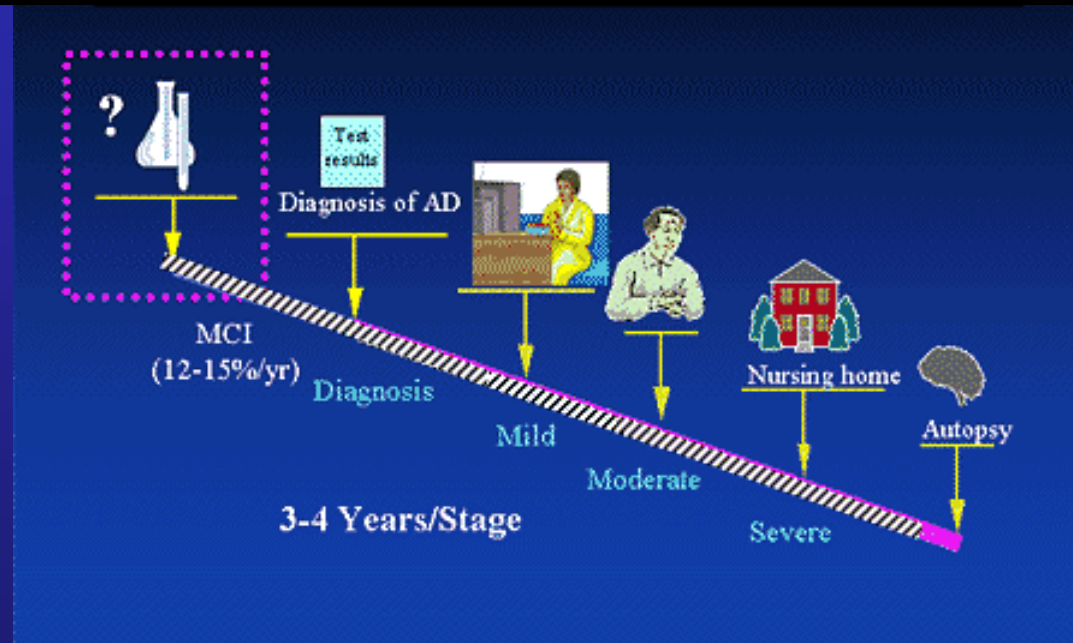 ?
Test
results
Diagnosis of AD
MCI
(12-15%/yr)
Diagnosis
Mild
Moderate
Nursing home
Autopsy
Severe
3-4 Years/Stage